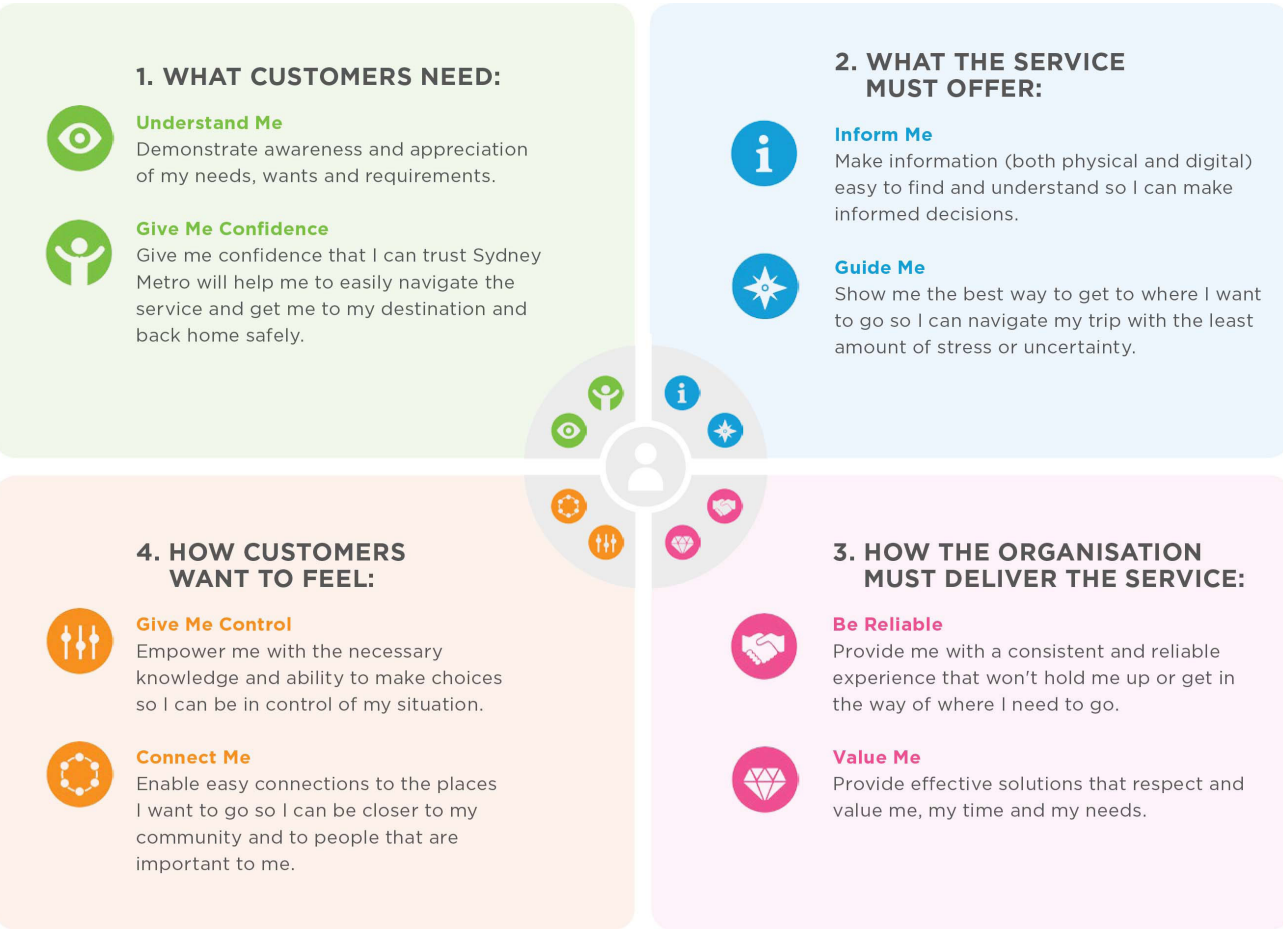 1. WHAT CUSTOMERS NEED:
Understand Me
Demonstrate awareness and appreciation
of my needs, wants and requirements.
Give Me Confidence
Give me confidence that I can trust Sydney
Metro will help me to easily navigate the
service and get me to my destination and
back home safely.
2. WHAT THE SERVICE
MUST OFFER:
Inform Me
Make information (both physical and digital)
easy to find and understand so I can make
informed decisions.
Guide Me
Show me the best way to get to where I want
to go so I can navigate my trip with the least
amount of stress or uncertainty.
3. HOW THE ORGANISATION
MUST DELIVER THE SERVICE:
Be Reliable
Provide me with a consistent and reliable
experience that won't hold me up or get in
the way of where I need to go.
Value Me
Provide effective solutions that respect and
value me, my time and my needs.
4. HOW CUSTOMERS
WANT TO FEEL:
Give Me Control
Empower me with the necessary
knowledge and ability to make choices
so I can be in control of my situation.
Connect Me
Enable easy connections to the places
I want to go so I can be closer to my
community and to people that are
important to me.